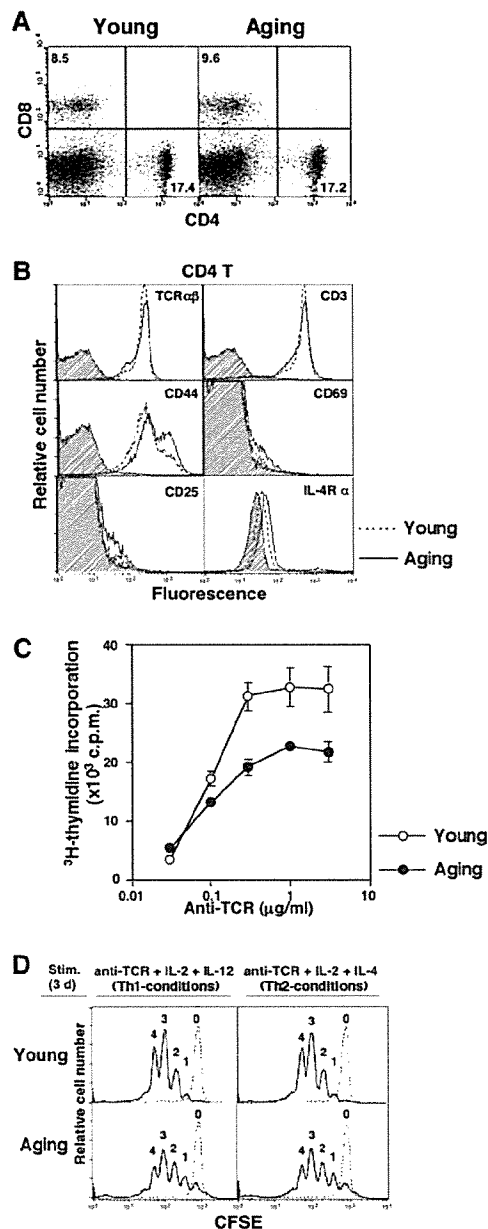 A
Young Aging
8.5
9.6
17.4
17.2
CD8
CD4
B
CD4 T
TCRαβ
CD3
CD44
CD69
CD25
IL-4R α
Relative cell number
Fluorescence
Young
Aging
C
³H-thymidine incorporation
(x10³ c.p.m.)
40
30
20
10
0
0.01 0.1 1 10
Anti-TCR (μg/ml)
Young
Aging
D
Stim.
(3 d)
anti-TCR + IL-2 + IL-12
(Th1-conditions)
anti-TCR + IL-2 + IL-4
(Th2-conditions)
Relative cell number
Young
4 3 2 1 0
4 3 2 1 0
Aging
4 3 2 1 0
4 3 2 1 0
CFSE